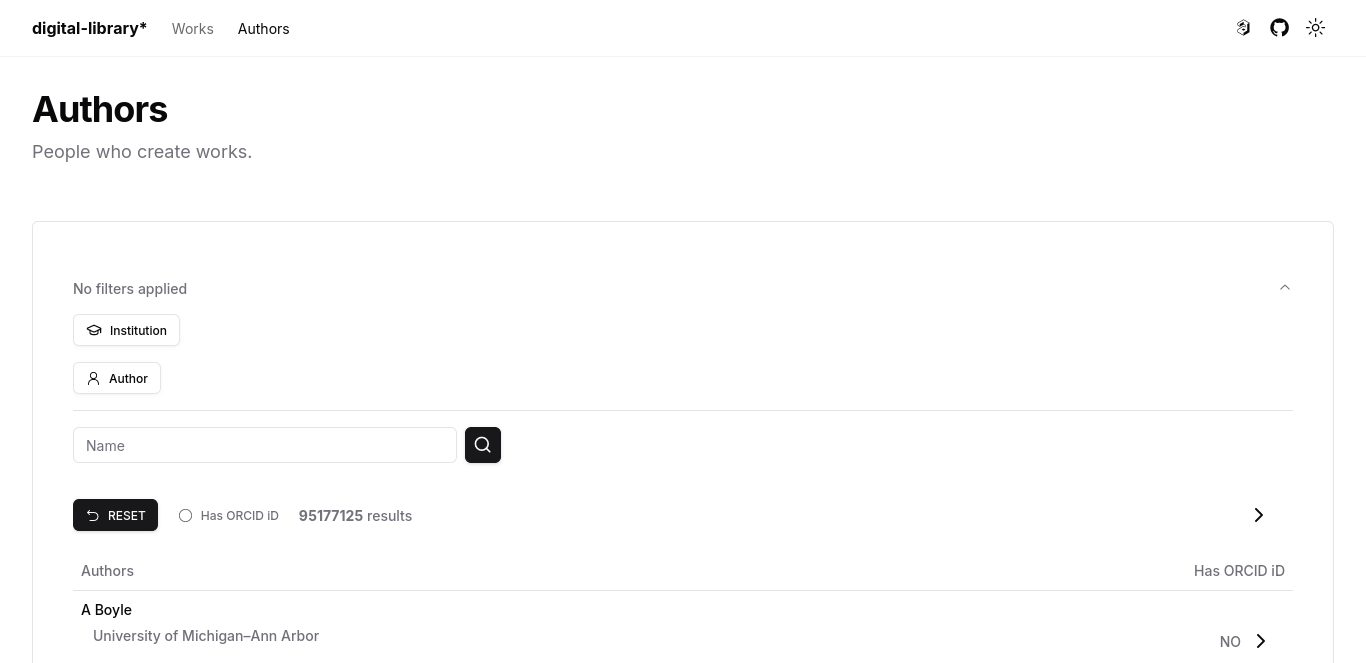 digital-library* Works Authors
Authors
People who create works.
No filters applied
Institution
Author
Name
RESET Has ORCID iD 95177125 results
Authors Has ORCID iD
A Boyle
University of Michigan–Ann Arbor
NO